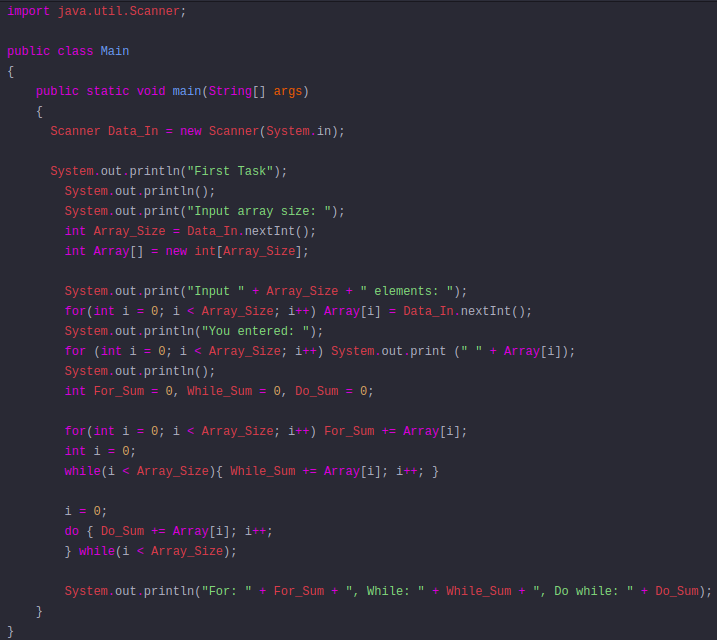 import java.util.Scanner;
public class Main
{
public static void main(String[] args)
{
Scanner Data_In = new Scanner(System.in);
System.out.println("First Task");
System.out.println();
System.out.print("Input array size: ");
int Array_Size = Data_In.nextInt();
int Array[] = new int[Array_Size];
System.out.print("Input " + Array_Size + " elements: ");
for(int i = 0; i < Array_Size; i++) Array[i] = Data_In.nextInt();
System.out.println("You entered: ");
for (int i = 0; i < Array_Size; i++) System.out.print (" " + Array[i]);
System.out.println();
int For_Sum = 0, While_Sum = 0, Do_Sum = 0;
for(int i = 0; i < Array_Size; i++) For_Sum += Array[i];
int i = 0;
while(i < Array_Size){ While_Sum += Array[i]; i++; }
i = 0;
do { Do_Sum += Array[i]; i++;
} while(i < Array_Size);
System.out.println("For: " + For_Sum + ", While: " + While_Sum + ", Do while: " + Do_Sum);
}
}